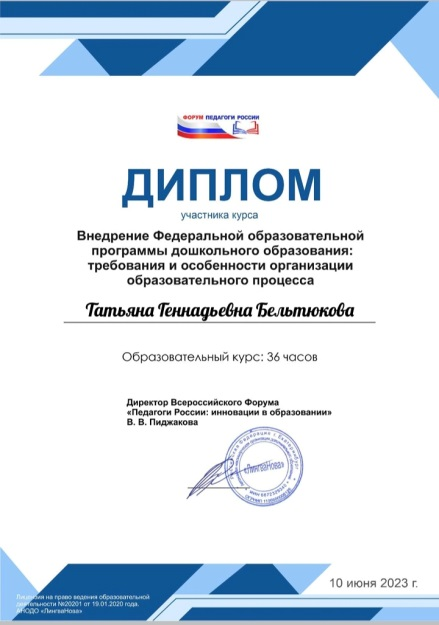 ФОРУМ ПЕДАГОГИ РОССИИ
ДИПЛОМ
участника курса
Внедрение Федеральной образовательной
программы дошкольного образования:
требования и особенности организации
образовательного процесса
Татьяна Геннадьевна Бельтюкова
Образовательный курс: 36 часов
Директор Всероссийского Форума
«Педагоги России: инновации в образовании»
В. В. Пиджакова
«ЛингваНова»
10 июня 2023 г.
Лицензия на право ведения образовательной
деятельности №20201 от 19.01.2020 года,
АНОДО «ЛингваНова»